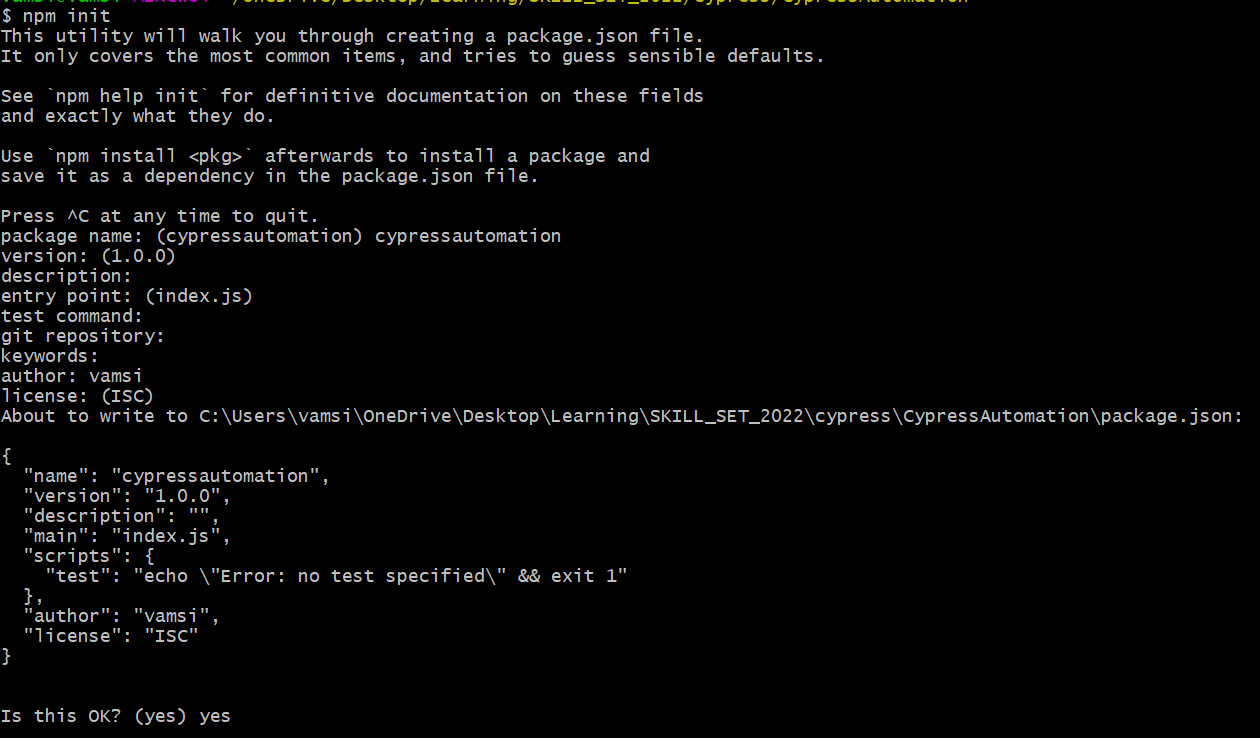 $ npm init
This utility will walk you through creating a package.json file.
It only covers the most common items, and tries to guess sensible defaults.
See `npm help init` for definitive documentation on these fields
and exactly what they do.
Use `npm install <pkg>` afterwards to install a package and
save it as a dependency in the package.json file.
Press ^C at any time to quit.
package name: (cypressautomation) cypressautomation
version: (1.0.0)
description:
entry point: (index.js)
test command:
git repository:
keywords:
author: vamsi
license: (ISC)
About to write to C:\Users\vamsi\OneDrive\Desktop\Learning\SKILL_SET_2022\cypress\CypressAutomation\package.json:
{
  "name": "cypressautomation",
  "version": "1.0.0",
  "description": "",
  "main": "index.js",
  "scripts": {
    "test": "echo \"Error: no test specified\" && exit 1"
  },
  "author": "vamsi",
  "license": "ISC"
}
Is this OK? (yes) yes